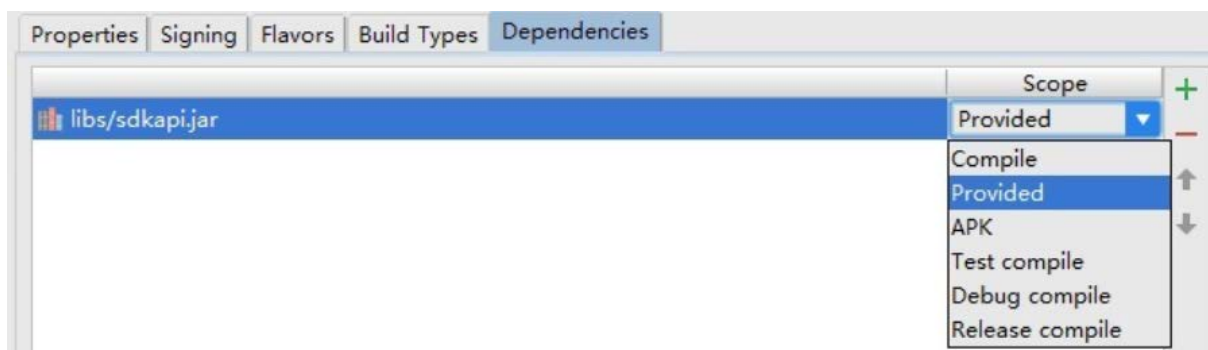 Properties Signing Flavors Build Types Dependencies
Scope
libs/sdkapi.jar Provided
Compile
Provided
APK
Test compile
Debug compile
Release compile